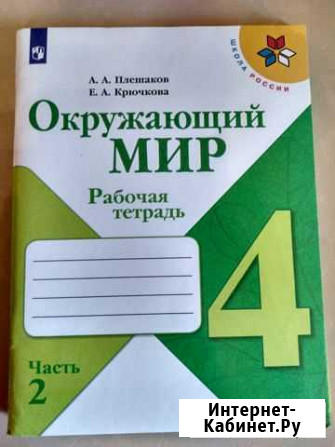 А. А. Плешаков
Е. А. Крючкова
ШКОЛА РОССИИ
Окружающий
МИР
Рабочая
тетрадь
4
Часть
2
Интернет-
Кабинет.Ру